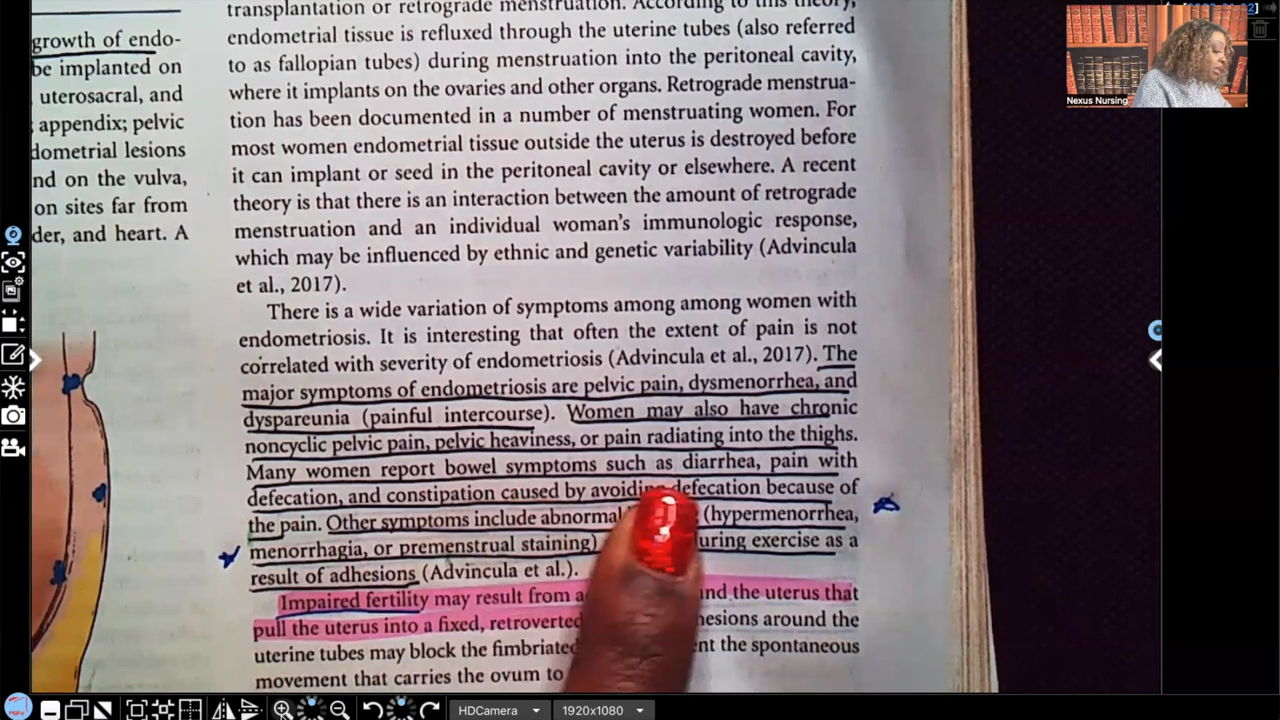 growth of endo-
be implanted on
uterosacral, and
appendix; pelvic
dometrial lesions
nd on the vulva,
on sites far from
der, and heart. A
transplantation or retrograde menstruation. According to this theory,
endometrial tissue is refluxed through the uterine tubes (also referred
to as fallopian tubes) during menstruation into the peritoneal cavity,
where it implants on the ovaries and other organs. Retrograde menstrua-
tion has been documented in a number of menstruating women. For
most women endometrial tissue outside the uterus is destroyed before
it can implant or seed in the peritoneal cavity or elsewhere. A recent
theory is that there is an interaction between the amount of retrograde
menstruation and an individual woman's immunologic response,
which may be influenced by ethnic and genetic variability (Advincula
et al., 2017).
There is a wide variation of symptoms among among women with
endometriosis. It is interesting that often the extent of pain is not
correlated with severity of endometriosis (Advincula et al., 2017). The
major symptoms of endometriosis are pelvic pain, dysmenorrhea, and
dyspareunia (painful intercourse). Women may also have chronic
noncyclic pelvic pain, pelvic heaviness, or pain radiating into the thighs.
Many women report bowel symptoms such as diarrhea, pain with
defecation, and constipation caused by avoiding defecation because of
the pain. Other symptoms include abnormal (hypermenorrhea,
menorrhagia, or premenstrual staining) during exercise as a
result of adhesions (Advincula et al.).
Impaired fertility may result from and the uterus that
pull the uterus into a fixed, retroverted adhesions around the
uterine tubes may block the fimbriated the spontaneous
movement that carries the ovum to
Nexus Nursing
HDCamera
1920x1080